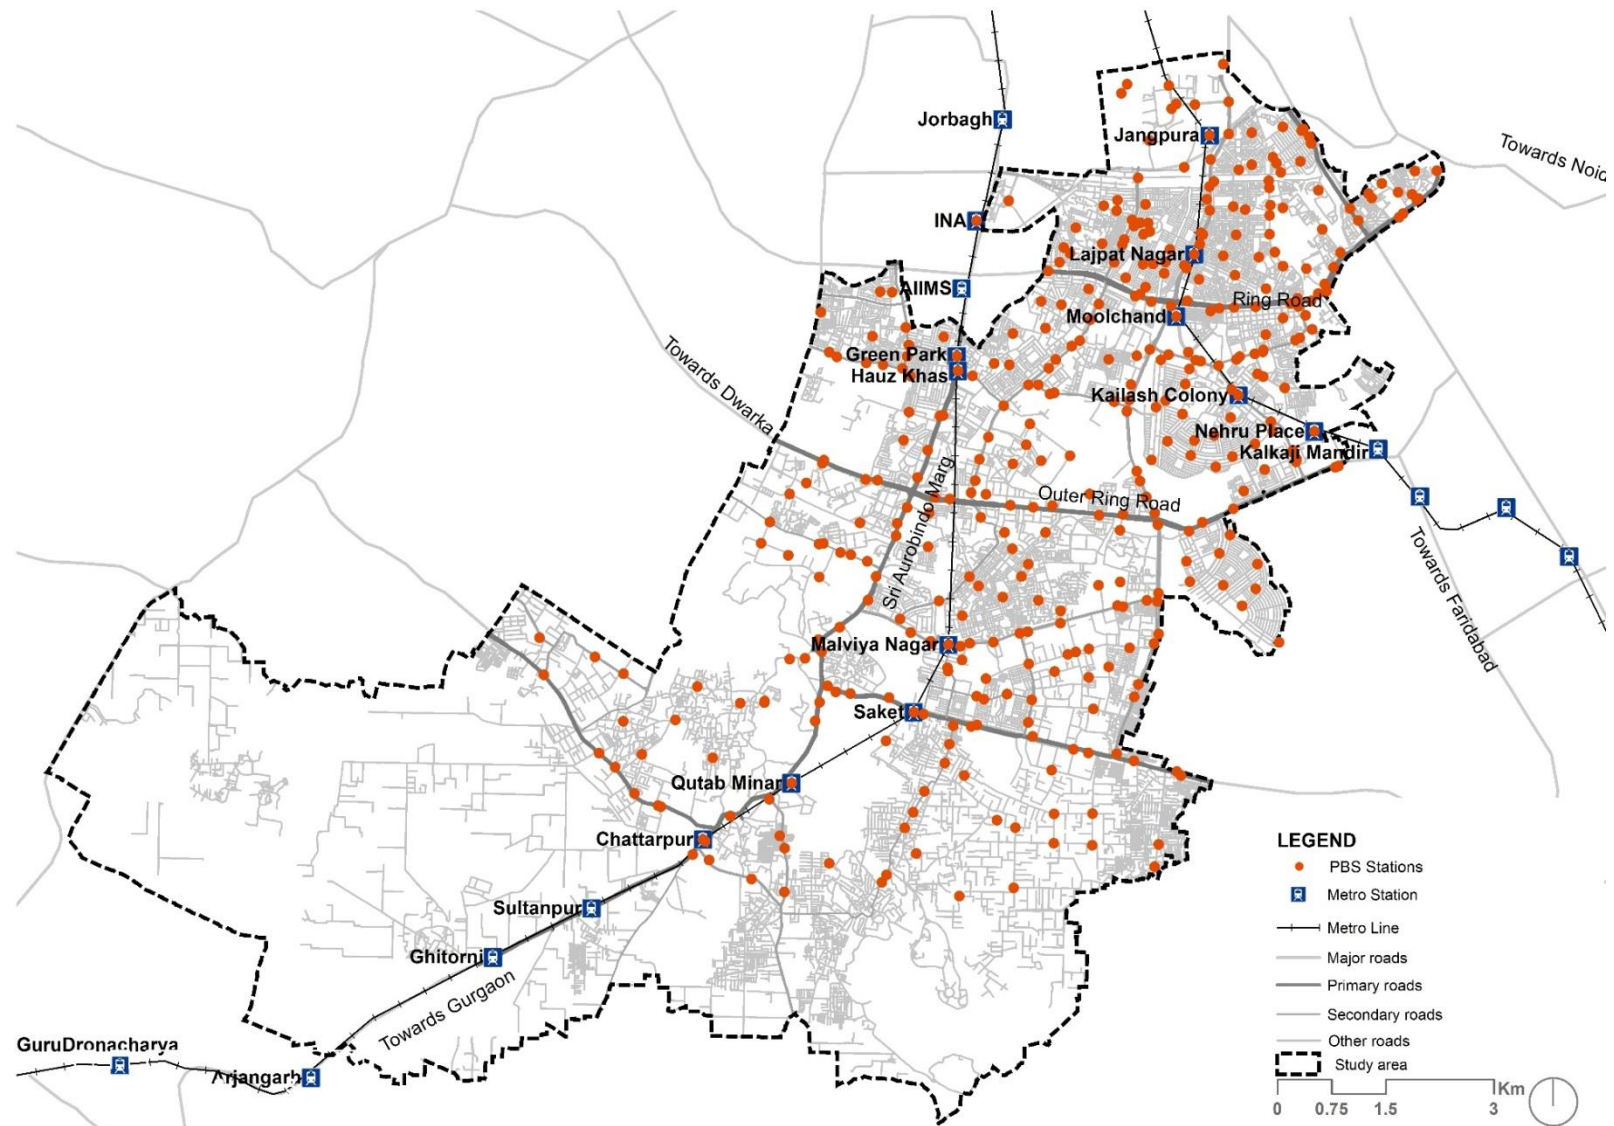 Jorbagh
Jangpura
Towards Noid
INA
Lajpat Nagar
AIIMS
Ring Road
Moolchand
Green Park
Hauz Khas
Towards Dwarka
Kailash Colony
Nehru Place
Kalkaji Mandir
Outer Ring Road
Sri Aurobindo Marg
Towards Faridabad
Malviya Nagar
Saket
Qutab Minar
Chattarpur
Sultanpur
Ghitorni
Towards Gurgaon
GuruDronacharya
Arjangarh
LEGEND
PBS Stations
Metro Station
Metro Line
Major roads
Primary roads
Secondary roads
Other roads
Study area
Km
0 0.75 1.5 3